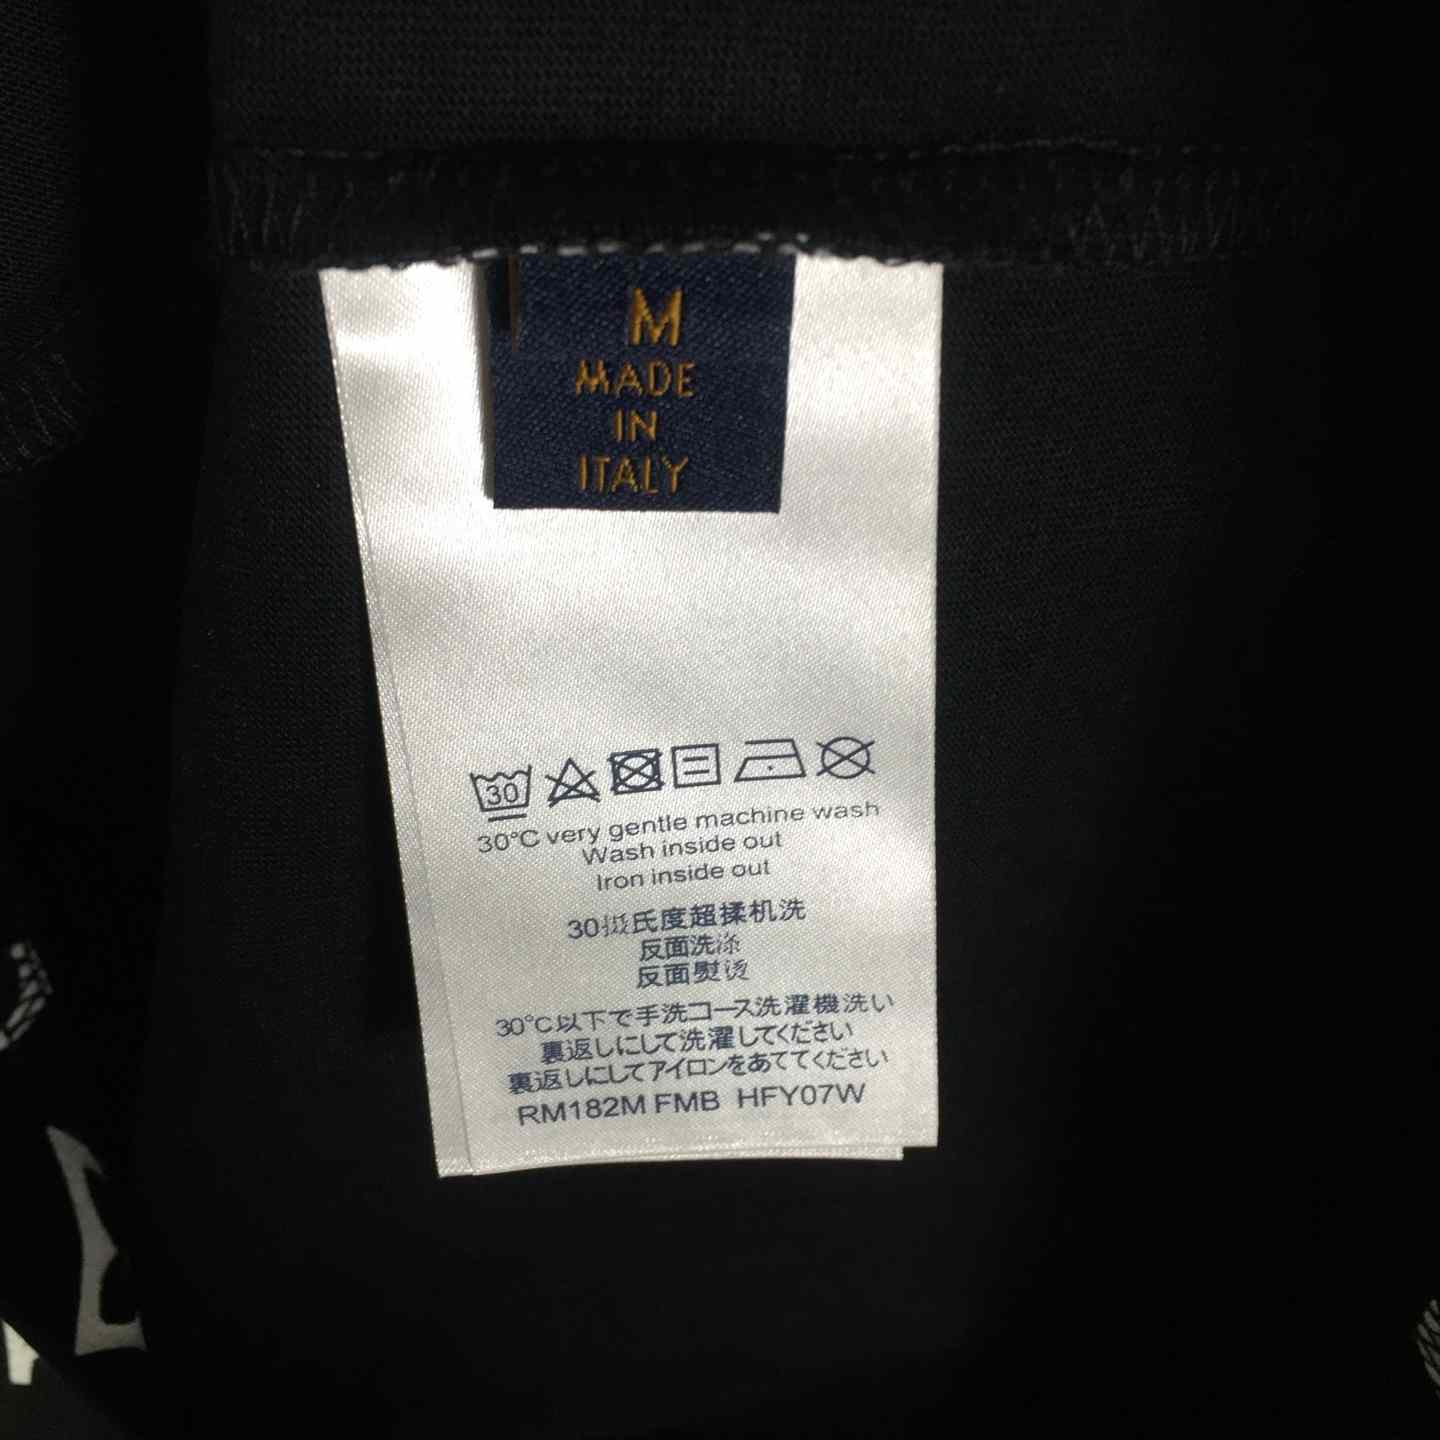 M
MADE
IN
ITALY
30
30°C very gentle machine wash
Wash inside out
Iron inside out
30摄氏度超揉机洗
反面洗涤
反面熨烫
30°C以下で手洗コース洗濯機洗い
裏返しにして洗濯してください
裏返しにしてアイロンをあててください
RM182M FMB HFY07W